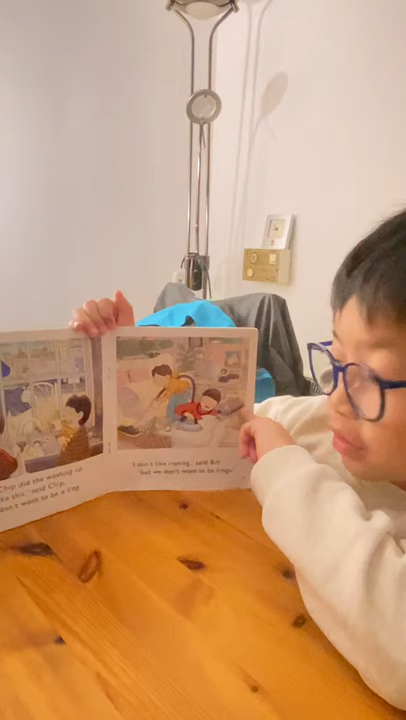 Chip did the washing up
like this," said Chip,
don't want to be a frog
"I don't like ironing," said Biff,
"but we don't want to be frogs."